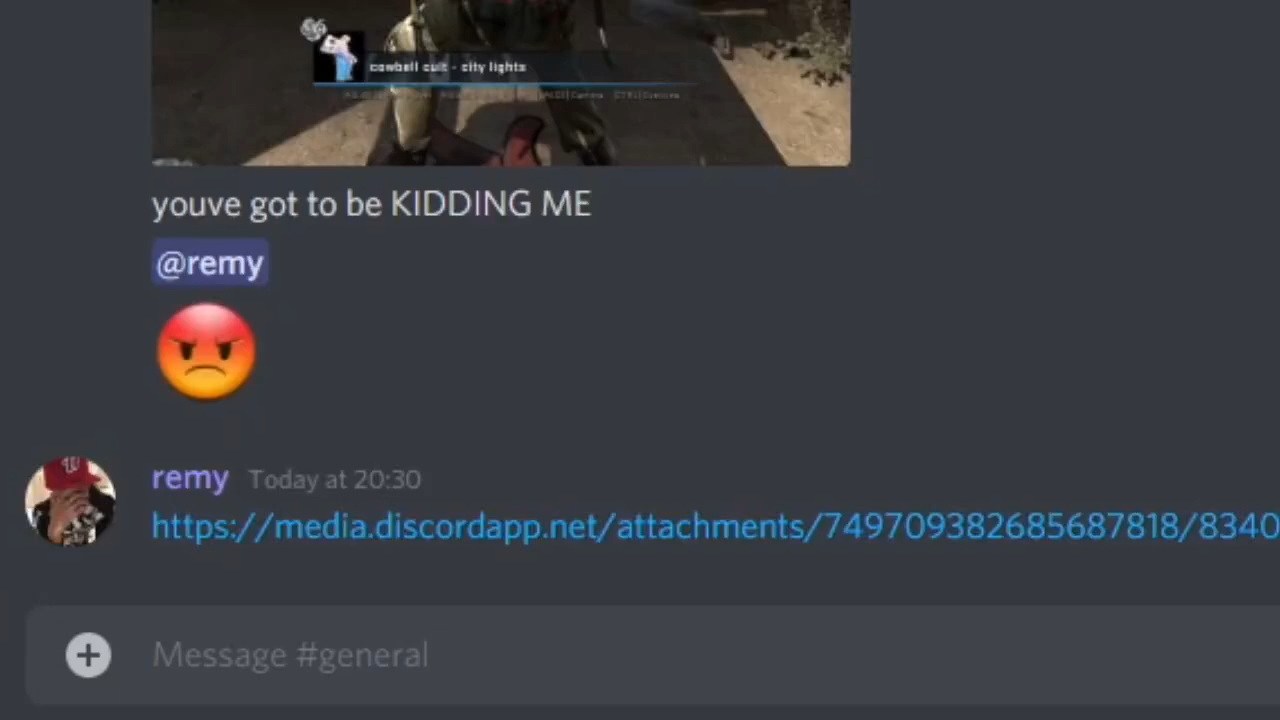 cowbell cult - city lights
youve got to be KIDDING ME
@remy
remy Today at 20:30
https://media.discordapp.net/attachments/749709382685687818/8340
Message #general